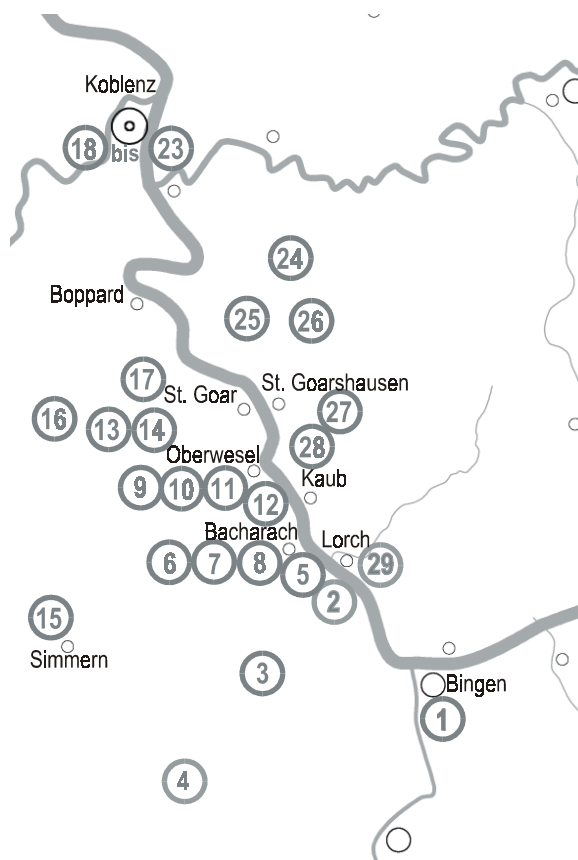 Koblenz
18 bis 23
24
Boppard
25 26
17
St. Goar
St. Goarshausen
27
16 13 14
28
Oberwesel
9 10 11 12
Kaub
Bacharach
Lorch
6 7 8 5
29
2
15
Simmern
3
Bingen
1
4